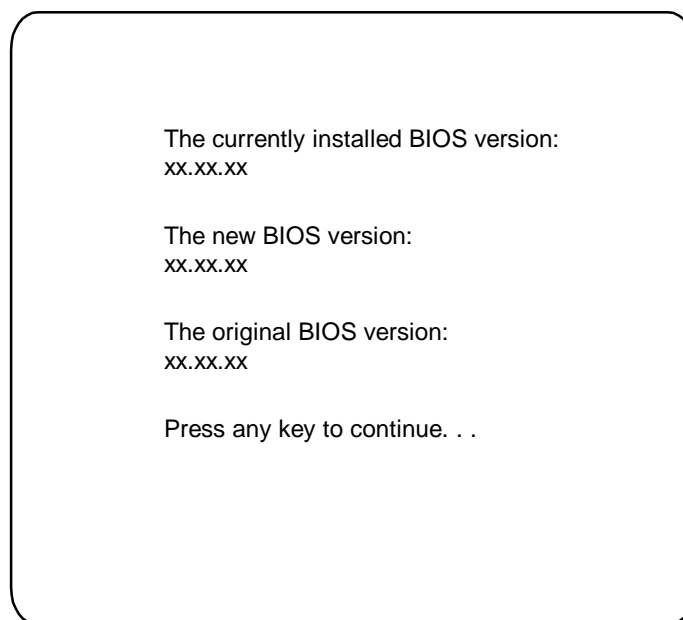 The currently installed BIOS version:
xx.xx.xx
The new BIOS version:
xx.xx.xx
The original BIOS version:
xx.xx.xx
Press any key to continue. . .